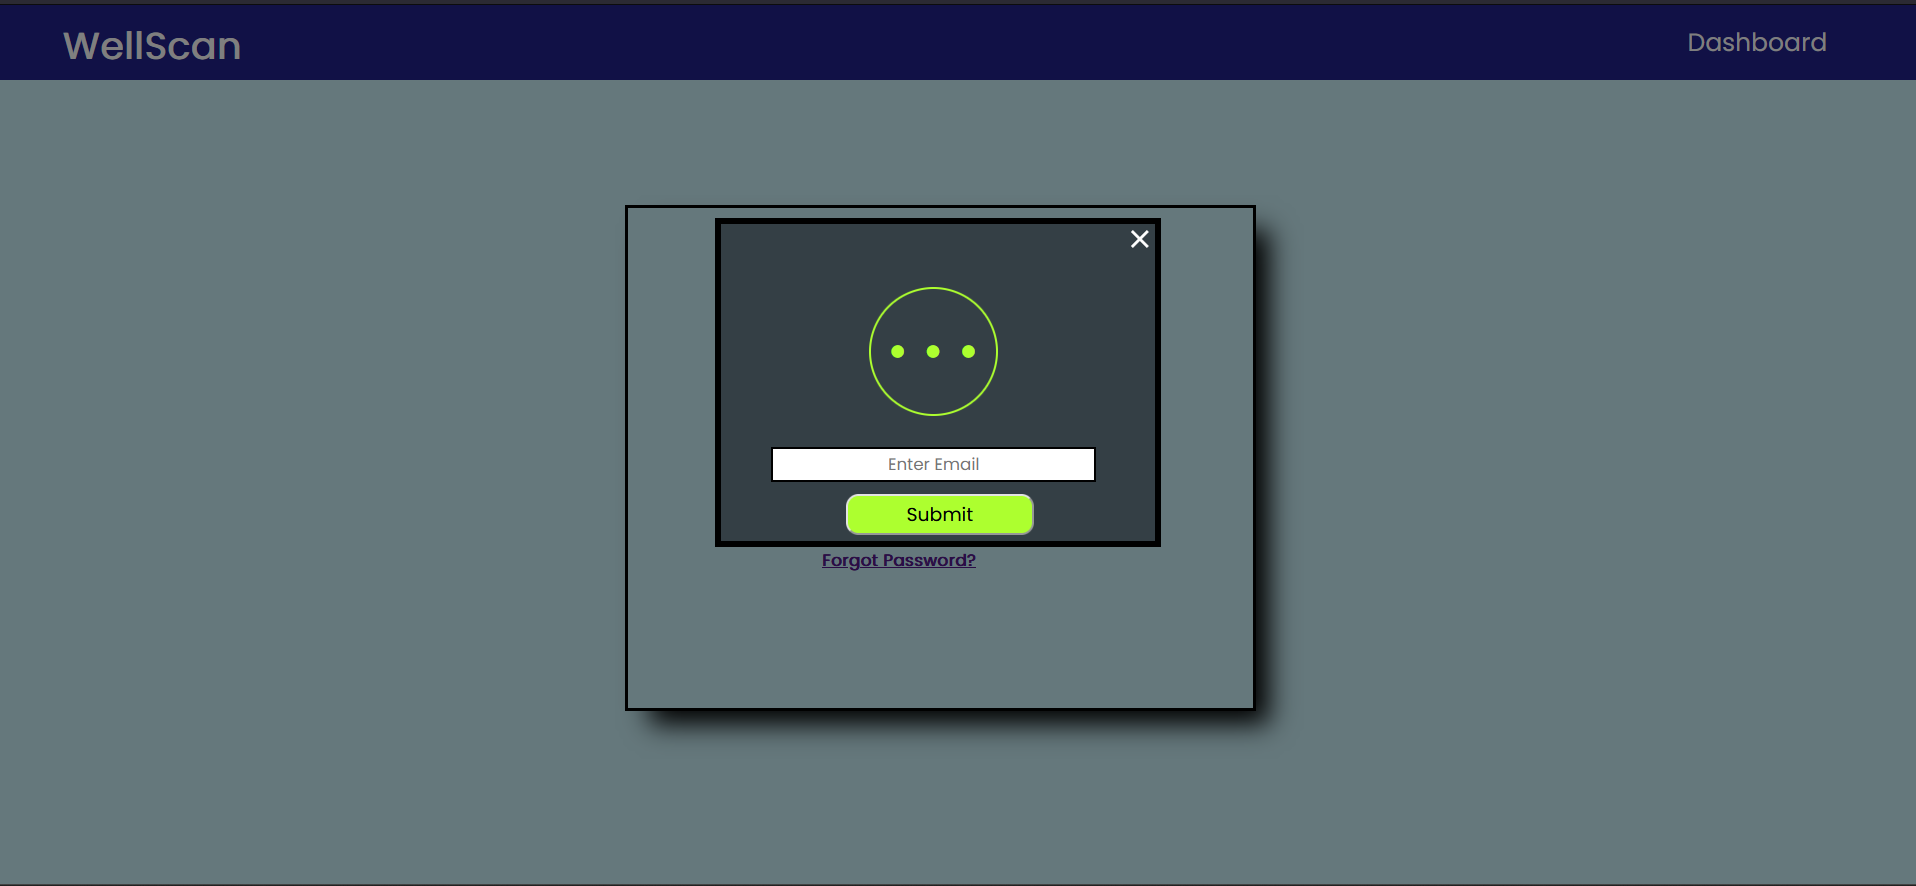 WellScan
Dashboard
Enter Email
Submit
Forgot Password?